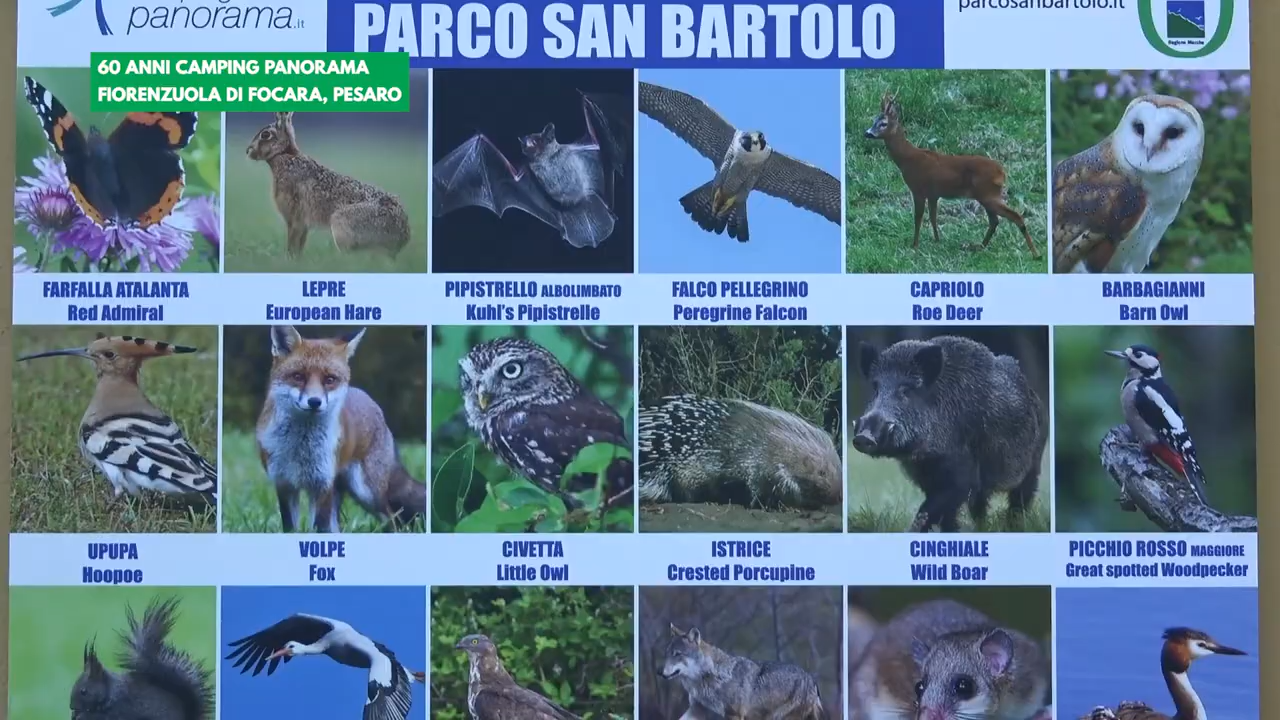 panorama.it
PARCO SAN BARTOLO
parcosanbartolo.it
Regione Marche
60 ANNI CAMPING PANORAMA
FIORENZUOLA DI FOCARA, PESARO
FARFALLA ATALANTA
Red Admiral
LEPRE
European Hare
PIPISTRELLO ALBOLIMBATO
Kuhl's Pipistrelle
FALCO PELLEGRINO
Peregrine Falcon
CAPRIOLO
Roe Deer
BARBAGIANNI
Barn Owl
UPUPA
Hoopoe
VOLPE
Fox
CIVETTA
Little Owl
ISTRICE
Crested Porcupine
CINGHIALE
Wild Boar
PICCHIO ROSSO MAGGIORE
Great spotted Woodpecker